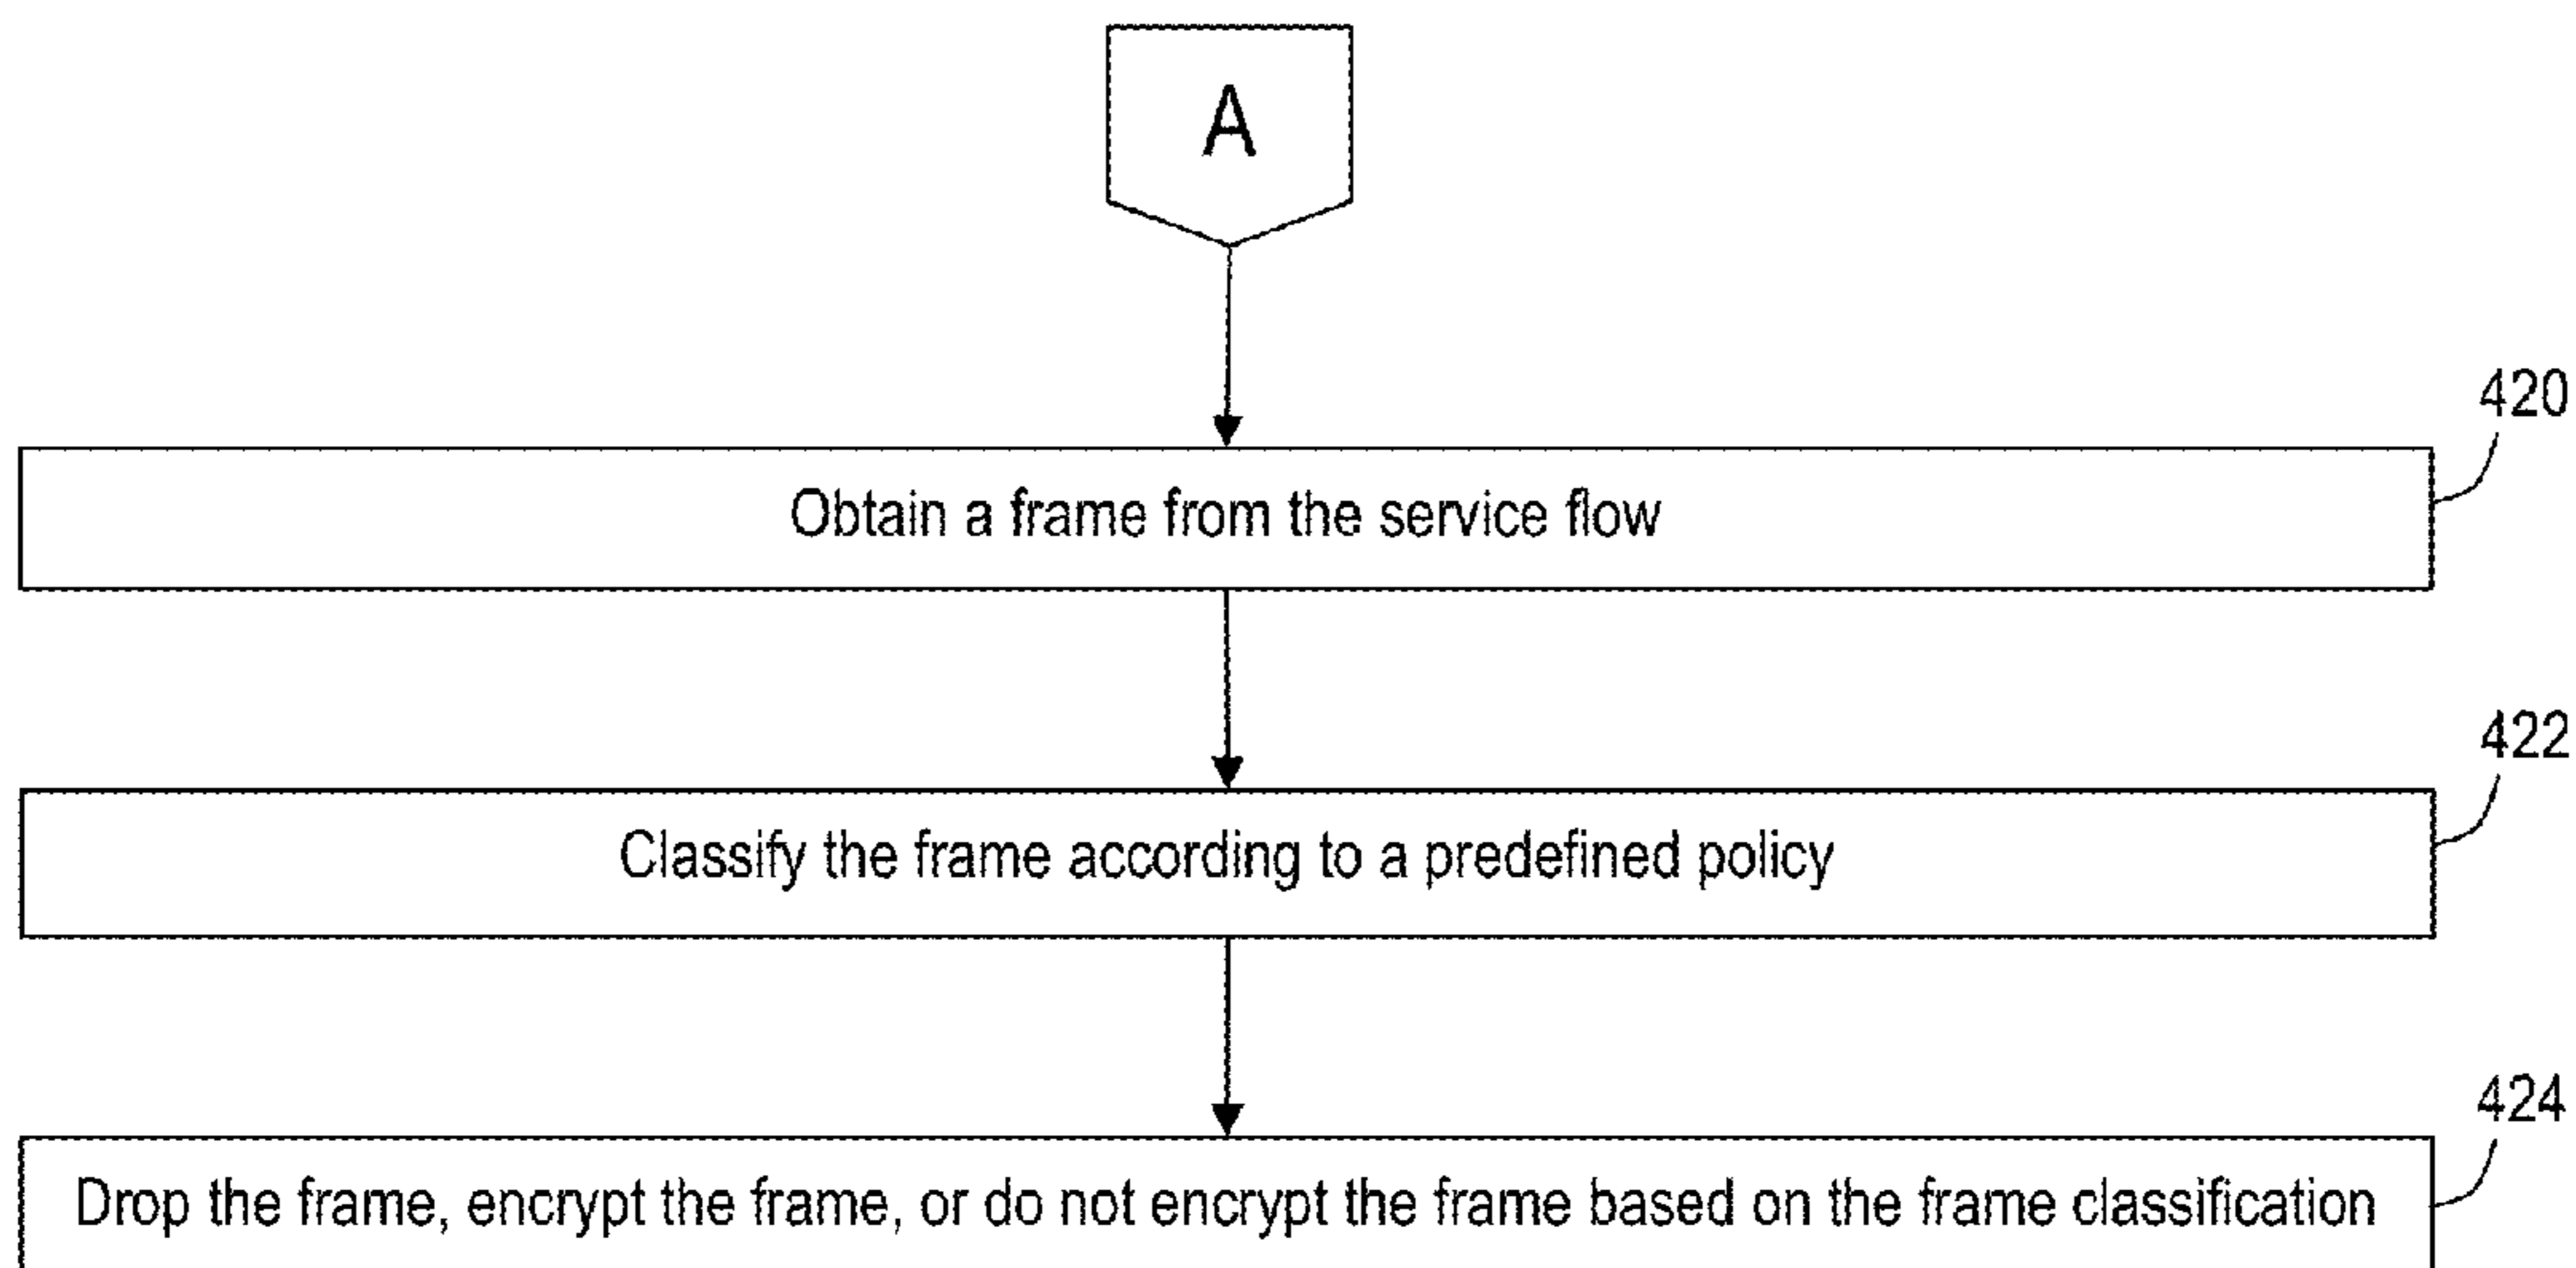 A
420
Obtain a frame from the service flow
422
Classify the frame according to a predefined policy
424
Drop the frame, encrypt the frame, or do not encrypt the frame based on the frame classification